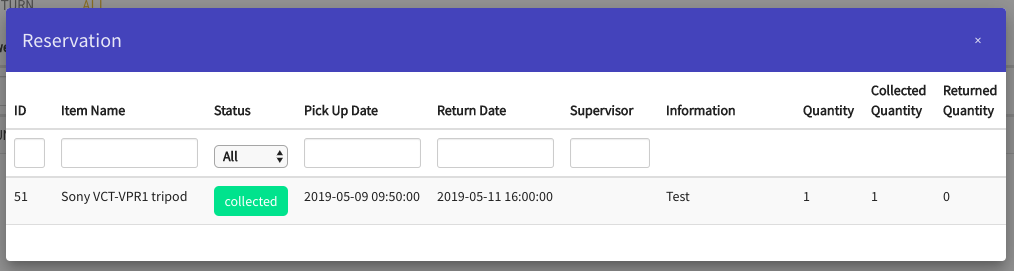 TURN ALL
Reservation ×
ID Item Name Status Pick Up Date Return Date Supervisor Information Quantity Collected Quantity Returned Quantity
All
51 Sony VCT-VPR1 tripod collected 2019-05-09 09:50:00 2019-05-11 16:00:00 Test 1 1 0